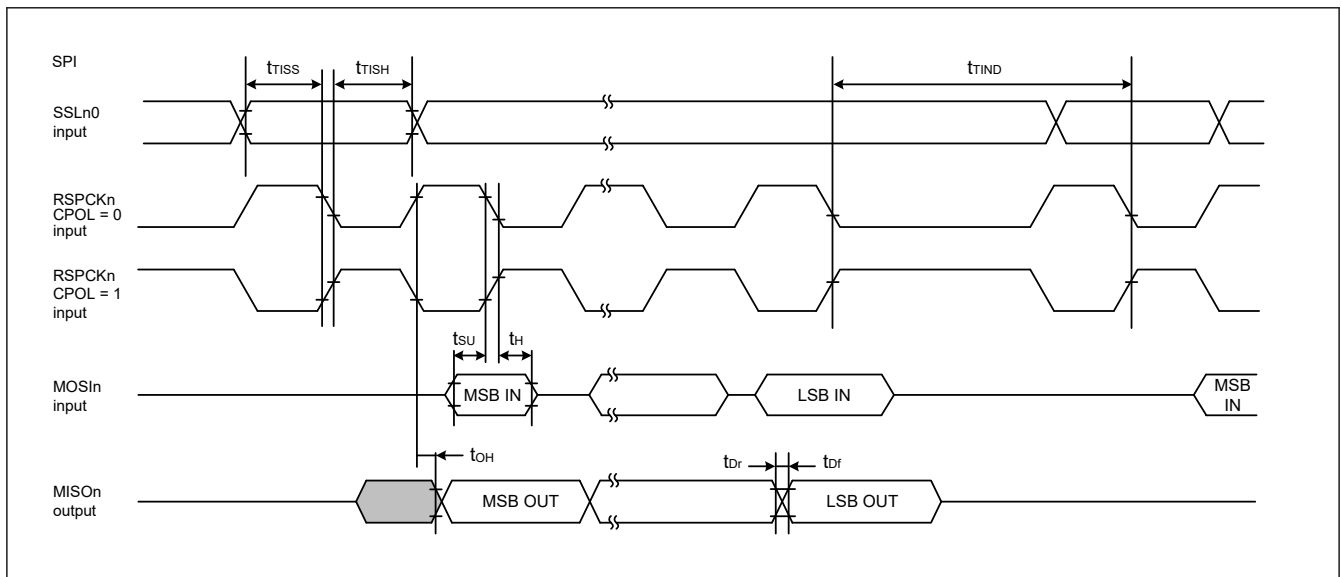 SPI
tTISS
tTISH
tTIND
SSLn0
input
RSPCKn
CPOL = 0
input
RSPCKn
CPOL = 1
input
tSU
tH
MOSIn
input
MSB IN
LSB IN
MSB
IN
tOH
tDr
tDf
MISOn
output
MSB OUT
LSB OUT